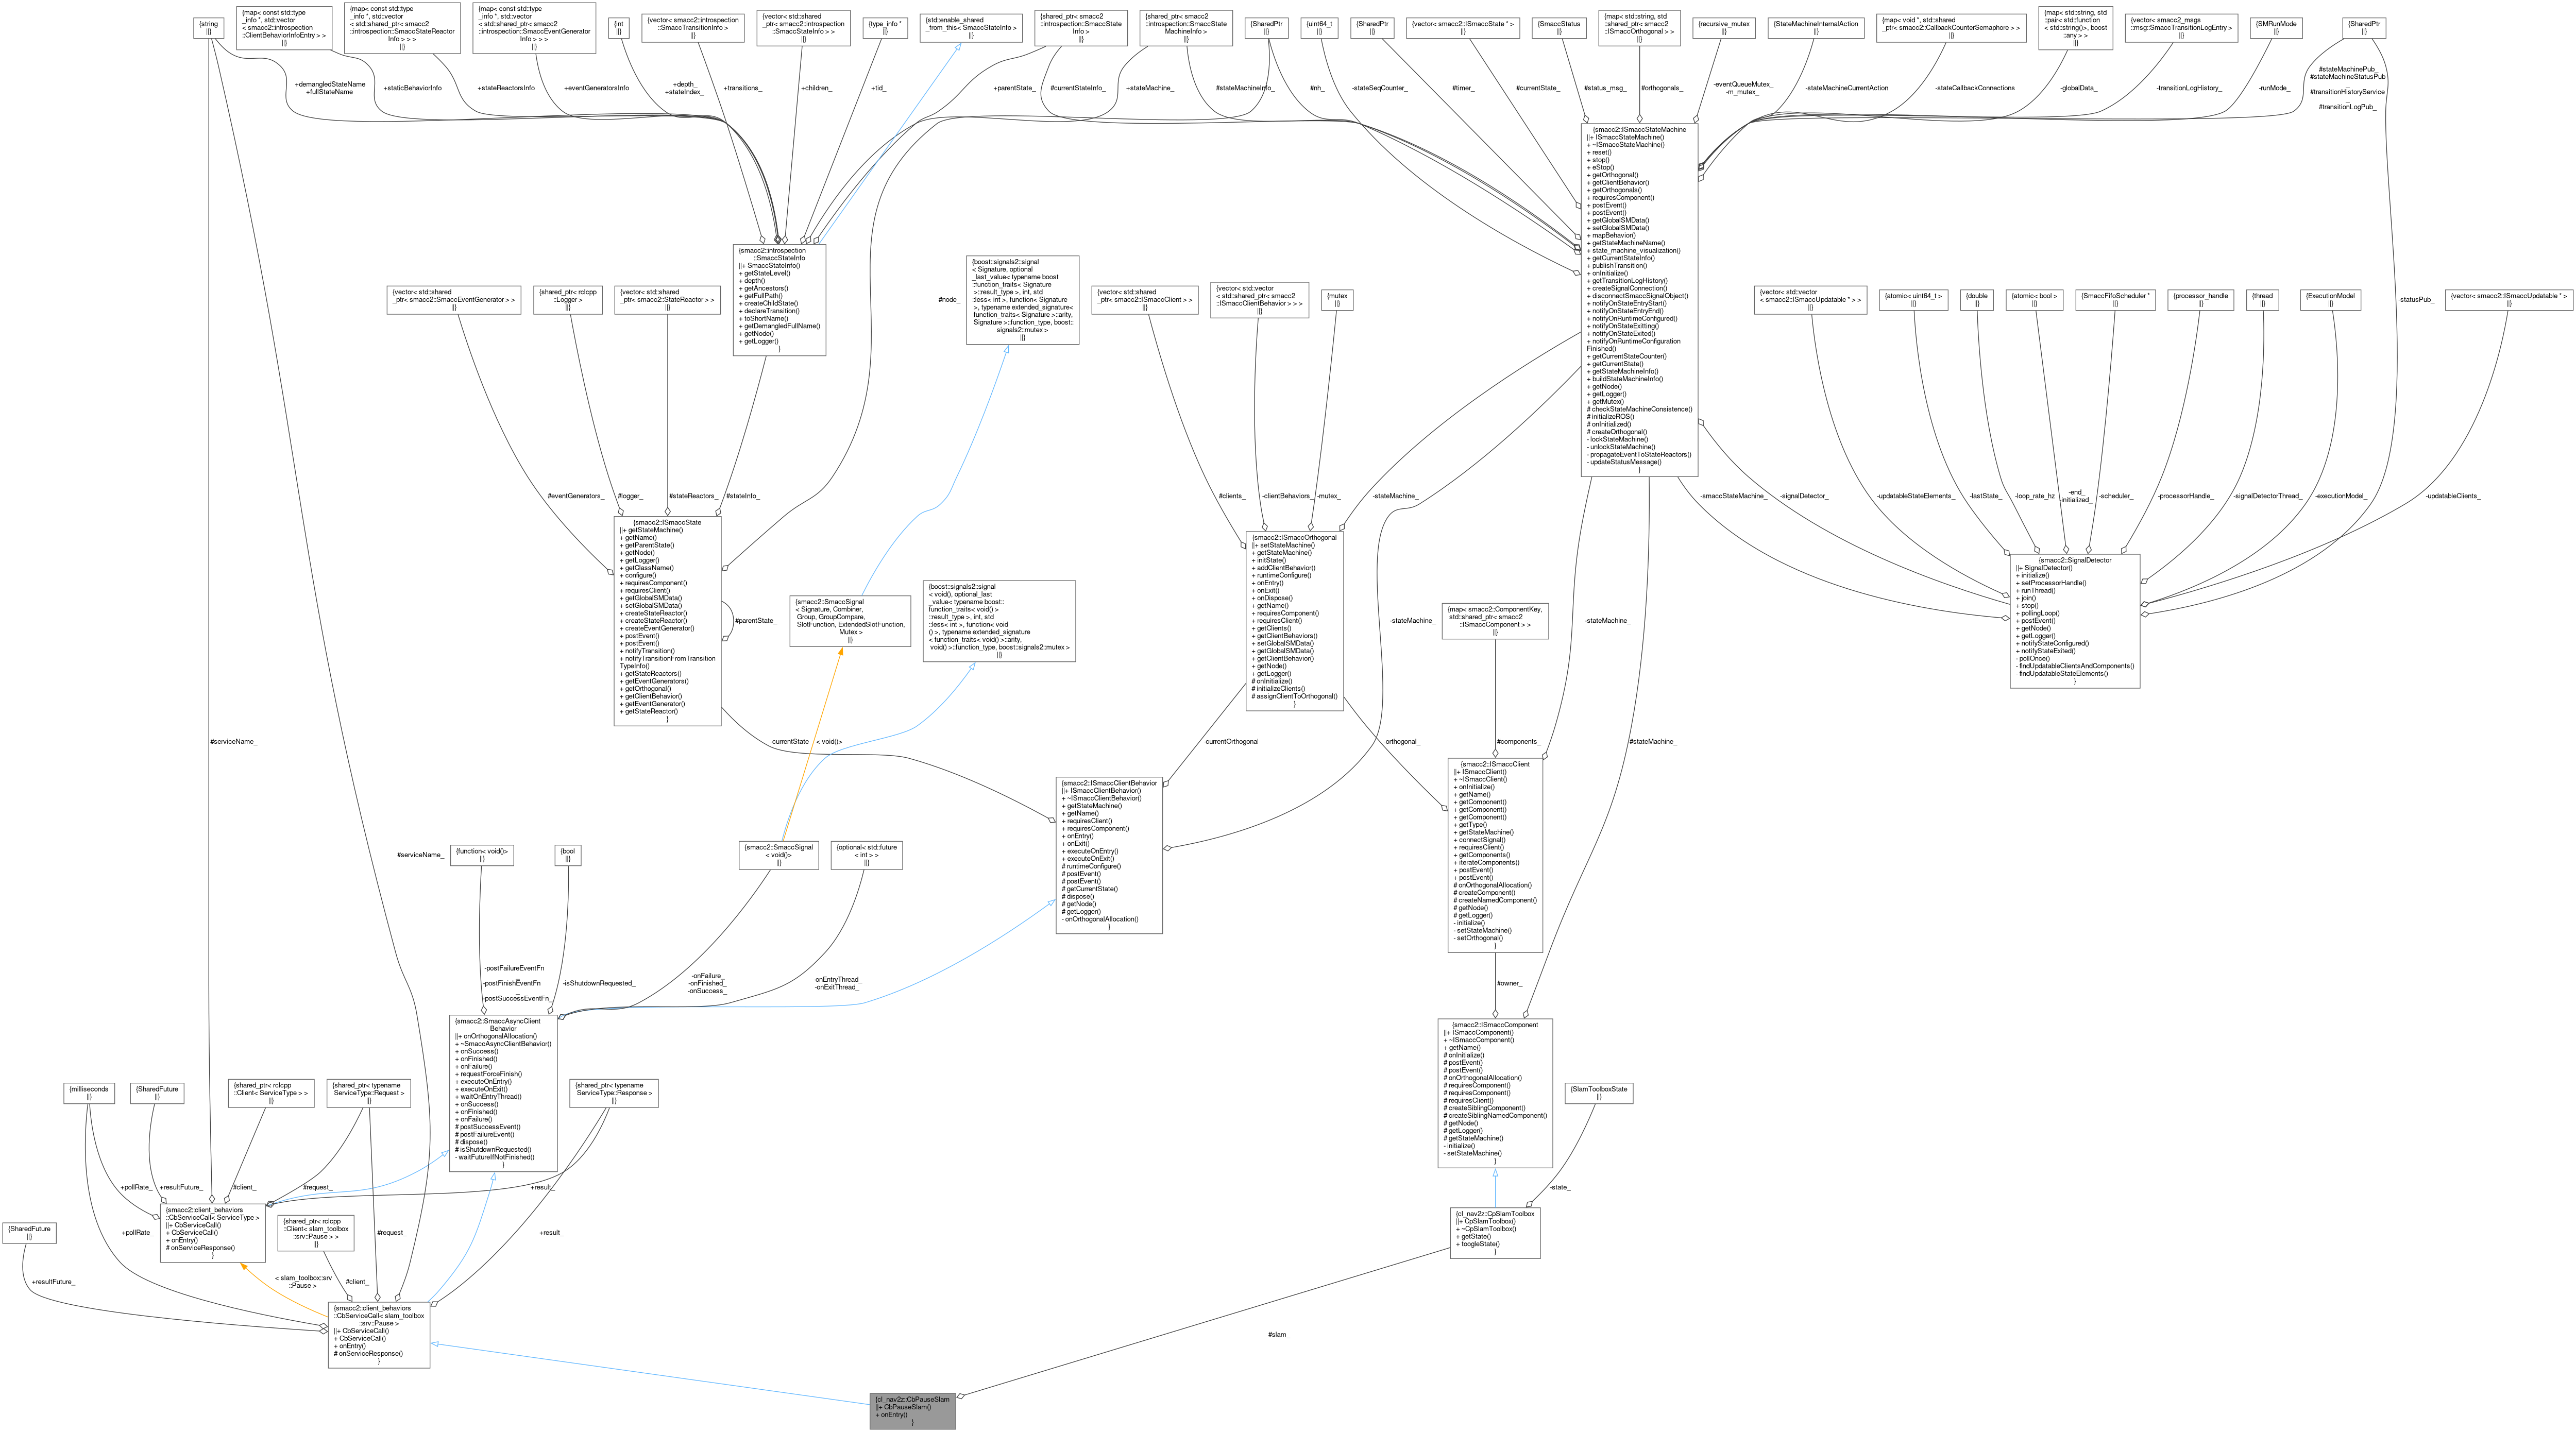 {string
||}
{map< const std::type
_info *, std::vector
< smacc2::introspection
::ClientBehaviorInfoEntry > >
||}
{map< const std::type
_info *, std::vector
< std::shared_ptr< smacc2
::introspection::SmaccStateReactor
Info > > >
||}
{map< const std::type
_info *, std::vector
< std::shared_ptr< smacc2
::introspection::SmaccEventGenerator
Info > > >
||}
{int
||}
{vector< smacc2::introspection
::SmaccTransitionInfo >
||}
{vector< std::shared
_ptr< smacc2::introspection
::SmaccStateInfo > >
||}
{type_info *
||}
{std::enable_shared
_from_this< SmaccStateInfo >
||}
{shared_ptr< smacc2
::introspection::SmaccState
Info >
||}
{shared_ptr< smacc2
::introspection::SmaccState
MachineInfo >
||}
{SharedPtr
||}
{uint64_t
||}
{SharedPtr
||}
{vector< smacc2::ISmaccState * >
||}
{SmaccStatus
||}
{map< std::string, std
::shared_ptr< smacc2
::ISmaccOrthogonal > >
||}
{recursive_mutex
||}
{StateMachineInternalAction
||}
{map< void *, std::shared
_ptr< smacc2::CallbackCounterSemaphore > >
||}
{map< std::string, std
::pair< std::function
< std::string()>, boost
::any > >
||}
{vector< smacc2_msgs
::msg::SmaccTransitionLogEntry >
||}
{SMRunMode
||}
{SharedPtr
||}
+demangledStateName
+fullStateName
+staticBehaviorInfo
+stateReactorsInfo
+eventGeneratorsInfo
+depth_
+stateIndex_
+transitions_
+children_
+tid_
+parentState_
#currentStateInfo_
+stateMachine_
#stateMachineInfo_
#nh_
-stateSeqCounter_
#timer_
#currentState_
#status_msg_
#orthogonals_
-eventQueueMutex_
-m_mutex_
-stateMachineCurrentAction
-stateCallbackConnections
-globalData_
-transitionLogHistory_
-runMode_
#stateMachinePub_
#stateMachineStatusPub
_
#transitionHistoryService
_
#transitionLogPub_
{smacc2::ISmaccStateMachine
||+ ISmaccStateMachine()
+ ~ISmaccStateMachine()
+ reset()
+ stop()
+ eStop()
+ getOrthogonal()
+ getClientBehavior()
+ getOrthogonals()
+ requiresComponent()
+ postEvent()
+ postEvent()
+ getGlobalSMData()
+ setGlobalSMData()
+ mapBehavior()
+ getStateMachineName()
+ state_machine_visualization()
+ getCurrentStateInfo()
+ publishTransition()
+ onInitialize()
+ getTransitionLogHistory()
+ createSignalConnection()
+ disconnectSmaccSignalObject()
+ notifyOnStateEntryStart()
+ notifyOnStateEntryEnd()
+ notifyOnRuntimeConfigured()
+ notifyOnStateExitting()
+ notifyOnStateExited()
+ notifyOnRuntimeConfiguration
Finished()
+ getCurrentStateCounter()
+ getCurrentState()
+ getStateMachineInfo()
+ buildStateMachineInfo()
+ getNode()
+ getLogger()
+ getMutex()
# checkStateMachineConsistence()
# initializeROS()
# onInitialized()
# createOrthogonal()
- lockStateMachine()
- unlockStateMachine()
- propagateEventToStateReactors()
- updateStatusMessage()
}
{smacc2::introspection
::SmaccStateInfo
||+ SmaccStateInfo()
+ getStateLevel()
+ depth()
+ getAncestors()
+ getFullPath()
+ createChildState()
+ declareTransition()
+ toShortName()
+ getDemangledFullName()
+ getNode()
+ getLogger()
}
{boost::signals2::signal
< Signature, optional
_last_value< typename boost
::function_traits< Signature
>::result_type >, int, std
::less< int >, function< Signature
>, typename extended_signature<
function_traits< Signature >::arity,
Signature >::function_type, boost::
signals2::mutex >
||}
{vector< std::shared
_ptr< smacc2::SmaccEventGenerator > >
||}
{shared_ptr< rclcpp
::Logger >
||}
{vector< std::shared
_ptr< smacc2::StateReactor > >
||}
#node_
{vector< std::shared
_ptr< smacc2::ISmaccClient > >
||}
{vector< std::vector
< std::shared_ptr< smacc2
::ISmaccClientBehavior > > >
||}
{mutex
||}
{vector< std::vector
< smacc2::ISmaccUpdatable * > >
||}
{atomic< uint64_t >
||}
{double
||}
{atomic< bool >
||}
{SmaccFifoScheduler *
||}
{processor_handle
||}
{thread
||}
{ExecutionModel
||}
-statusPub_
{vector< smacc2::ISmaccUpdatable * >
||}
#eventGenerators_
#logger_
#stateReactors_
#stateInfo_
#clients_
-clientBehaviors_
-mutex_
-stateMachine_
-smaccStateMachine_
-signalDetector_
-updatableStateElements_
-lastState_
-loop_rate_hz
-end_
-initialized_
-scheduler_
-processorHandle_
-signalDetectorThread_
-executionModel_
-updatableClients_
{smacc2::ISmaccState
||+ getStateMachine()
+ getName()
+ getParentState()
+ getNode()
+ getLogger()
+ getClassName()
+ configure()
+ requiresComponent()
+ requiresClient()
+ getGlobalSMData()
+ setGlobalSMData()
+ createStateReactor()
+ createStateReactor()
+ createEventGenerator()
+ postEvent()
+ postEvent()
+ notifyTransition()
+ notifyTransitionFromTransition
TypeInfo()
+ getStateReactors()
+ getEventGenerators()
+ getOrthogonal()
+ getClientBehavior()
+ getEventGenerator()
+ getStateReactor()
}
#parentState_
{smacc2::ISmaccOrthogonal
||+ setStateMachine()
+ getStateMachine()
+ initState()
+ addClientBehavior()
+ runtimeConfigure()
+ onEntry()
+ onExit()
+ onDispose()
+ getName()
+ requiresComponent()
+ requiresClient()
+ getClients()
+ getClientBehaviors()
+ setGlobalSMData()
+ getGlobalSMData()
+ getClientBehavior()
+ getNode()
+ getLogger()
# onInitialize()
# initializeClients()
# assignClientToOrthogonal()
}
{smacc2::SignalDetector
||+ SignalDetector()
+ initialize()
+ setProcessorHandle()
+ runThread()
+ join()
+ stop()
+ pollingLoop()
+ postEvent()
+ getNode()
+ getLogger()
+ notifyStateConfigured()
+ notifyStateExited()
- pollOnce()
- findUpdatableClientsAndComponents()
- findUpdatableStateElements()
}
{smacc2::SmaccSignal
< Signature, Combiner,
Group, GroupCompare,
SlotFunction, ExtendedSlotFunction,
Mutex >
||}
{boost::signals2::signal
< void(), optional_last
_value< typename boost::
function_traits< void() >
::result_type >, int, std
::less< int >, function< void
() >, typename extended_signature
< function_traits< void() >::arity,
void() >::function_type, boost::signals2::mutex >
||}
{map< smacc2::ComponentKey,
std::shared_ptr< smacc2
::ISmaccComponent > >
||}
-stateMachine_
-stateMachine_
#serviceName_
-currentState
< void()>
-currentOrthogonal
-orthogonal_
#components_
#stateMachine_
{smacc2::ISmaccClientBehavior
||+ ISmaccClientBehavior()
+ ~ISmaccClientBehavior()
+ getStateMachine()
+ getName()
+ requiresClient()
+ requiresComponent()
+ onEntry()
+ onExit()
+ executeOnEntry()
+ executeOnExit()
# runtimeConfigure()
# postEvent()
# postEvent()
# getCurrentState()
# dispose()
# getNode()
# getLogger()
- onOrthogonalAllocation()
}
{smacc2::ISmaccClient
||+ ISmaccClient()
+ ~ISmaccClient()
+ onInitialize()
+ getName()
+ getComponent()
+ getComponent()
+ getComponent()
+ getType()
+ getStateMachine()
+ connectSignal()
+ requiresClient()
+ getComponents()
+ iterateComponents()
+ postEvent()
+ postEvent()
# onOrthogonalAllocation()
# createComponent()
# createNamedComponent()
# getNode()
# getLogger()
- initialize()
- setStateMachine()
- setOrthogonal()
}
#serviceName_
{function< void()>
||}
{bool
||}
{smacc2::SmaccSignal
< void()>
||}
{optional< std::future
< int > >
||}
-postFailureEventFn
_
-postFinishEventFn
_
-postSuccessEventFn_
-isShutdownRequested_
-onFailure_
-onFinished_
-onSuccess_
-onEntryThread_
-onExitThread_
#owner_
{smacc2::SmaccAsyncClient
Behavior
||+ onOrthogonalAllocation()
+ ~SmaccAsyncClientBehavior()
+ onSuccess()
+ onFinished()
+ onFailure()
+ requestForceFinish()
+ executeOnEntry()
+ executeOnExit()
+ waitOnEntryThread()
+ onSuccess()
+ onFinished()
+ onFailure()
# postSuccessEvent()
# postFailureEvent()
# dispose()
# isShutdownRequested()
- waitFutureIfNotFinished()
}
{smacc2::ISmaccComponent
||+ ISmaccComponent()
+ ~ISmaccComponent()
+ getName()
# onInitialize()
# postEvent()
# postEvent()
# onOrthogonalAllocation()
# requiresComponent()
# requiresComponent()
# requiresClient()
# createSiblingComponent()
# createSiblingNamedComponent()
# getNode()
# getLogger()
# getStateMachine()
- initialize()
- setStateMachine()
}
{milliseconds
||}
{SharedFuture
||}
{shared_ptr< rclcpp
::Client< ServiceType > >
||}
{shared_ptr< typename
ServiceType::Request >
||}
{shared_ptr< typename
ServiceType::Response >
||}
{SlamToolboxState
||}
+pollRate_
+resultFuture_
#client_
#request_
+result_
-state_
{smacc2::client_behaviors
::CbServiceCall< ServiceType >
||+ CbServiceCall()
+ CbServiceCall()
+ onEntry()
# onServiceResponse()
}
{cl_nav2z::CpSlamToolbox
||+ CpSlamToolbox()
+ ~CpSlamToolbox()
+ getState()
+ toogleState()
}
{SharedFuture
||}
+pollRate_
{shared_ptr< rclcpp
::Client< slam_toolbox
::srv::Pause > >
||}
#request_
+result_
+resultFuture_
< slam_toolbox::srv
::Pause >
#client_
{smacc2::client_behaviors
::CbServiceCall< slam_toolbox
::srv::Pause >
||+ CbServiceCall()
+ CbServiceCall()
+ onEntry()
# onServiceResponse()
}
#slam_
{cl_nav2z::CbPauseSlam
||+ CbPauseSlam()
+ onEntry()
}